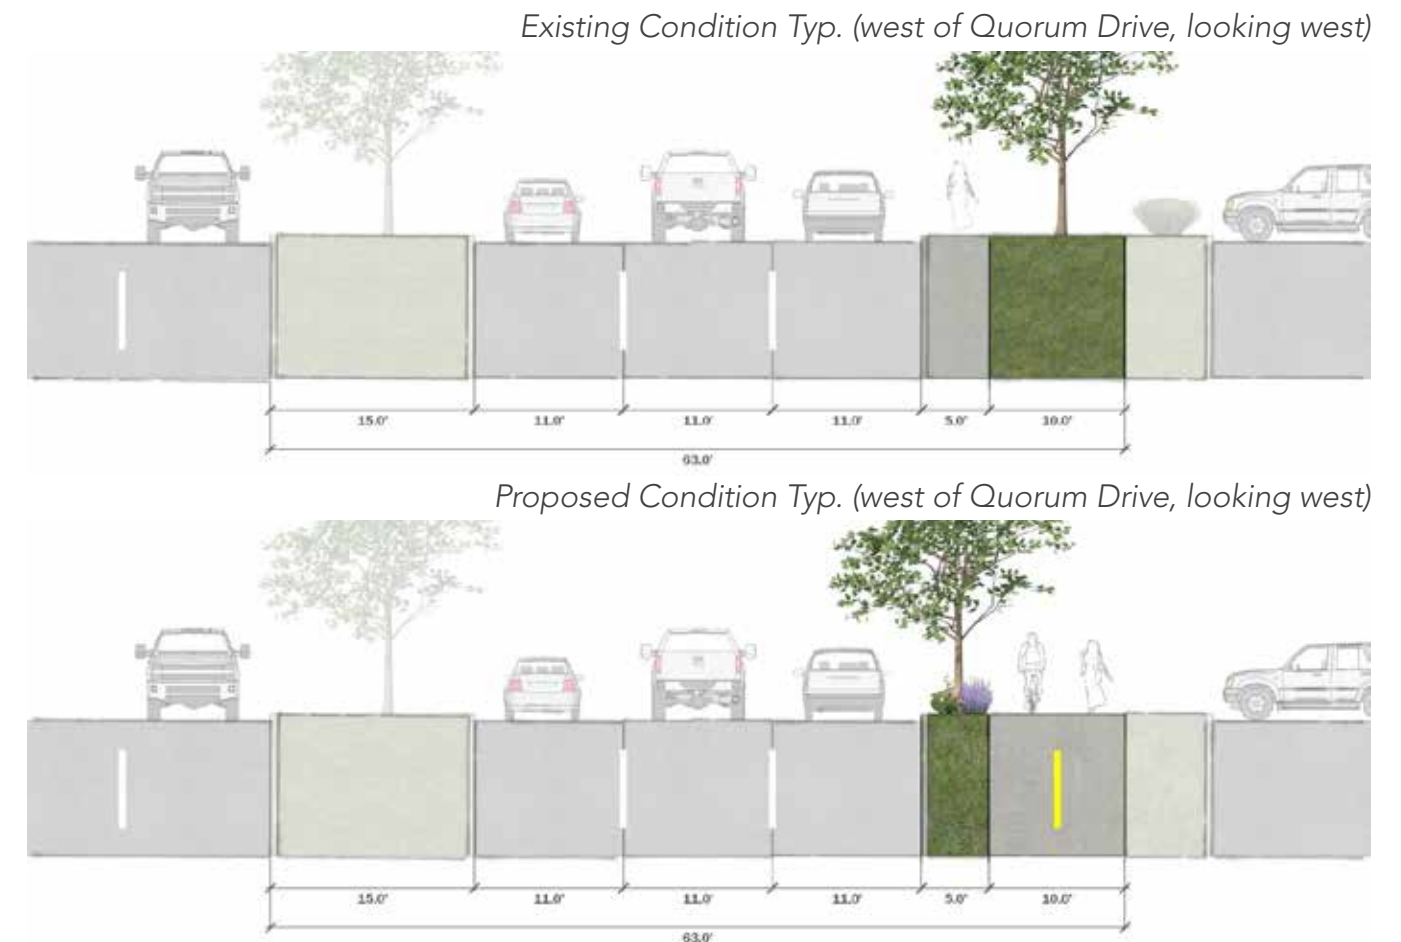 Existing Condition Typ. (west of Quorum Drive, looking west)
15.0' 11.0' 11.0' 11.0' 5.0' 10.0'
63.0'
Proposed Condition Typ. (west of Quorum Drive, looking west)
15.0' 11.0' 11.0' 11.0' 5.0' 10.0'
63.0'